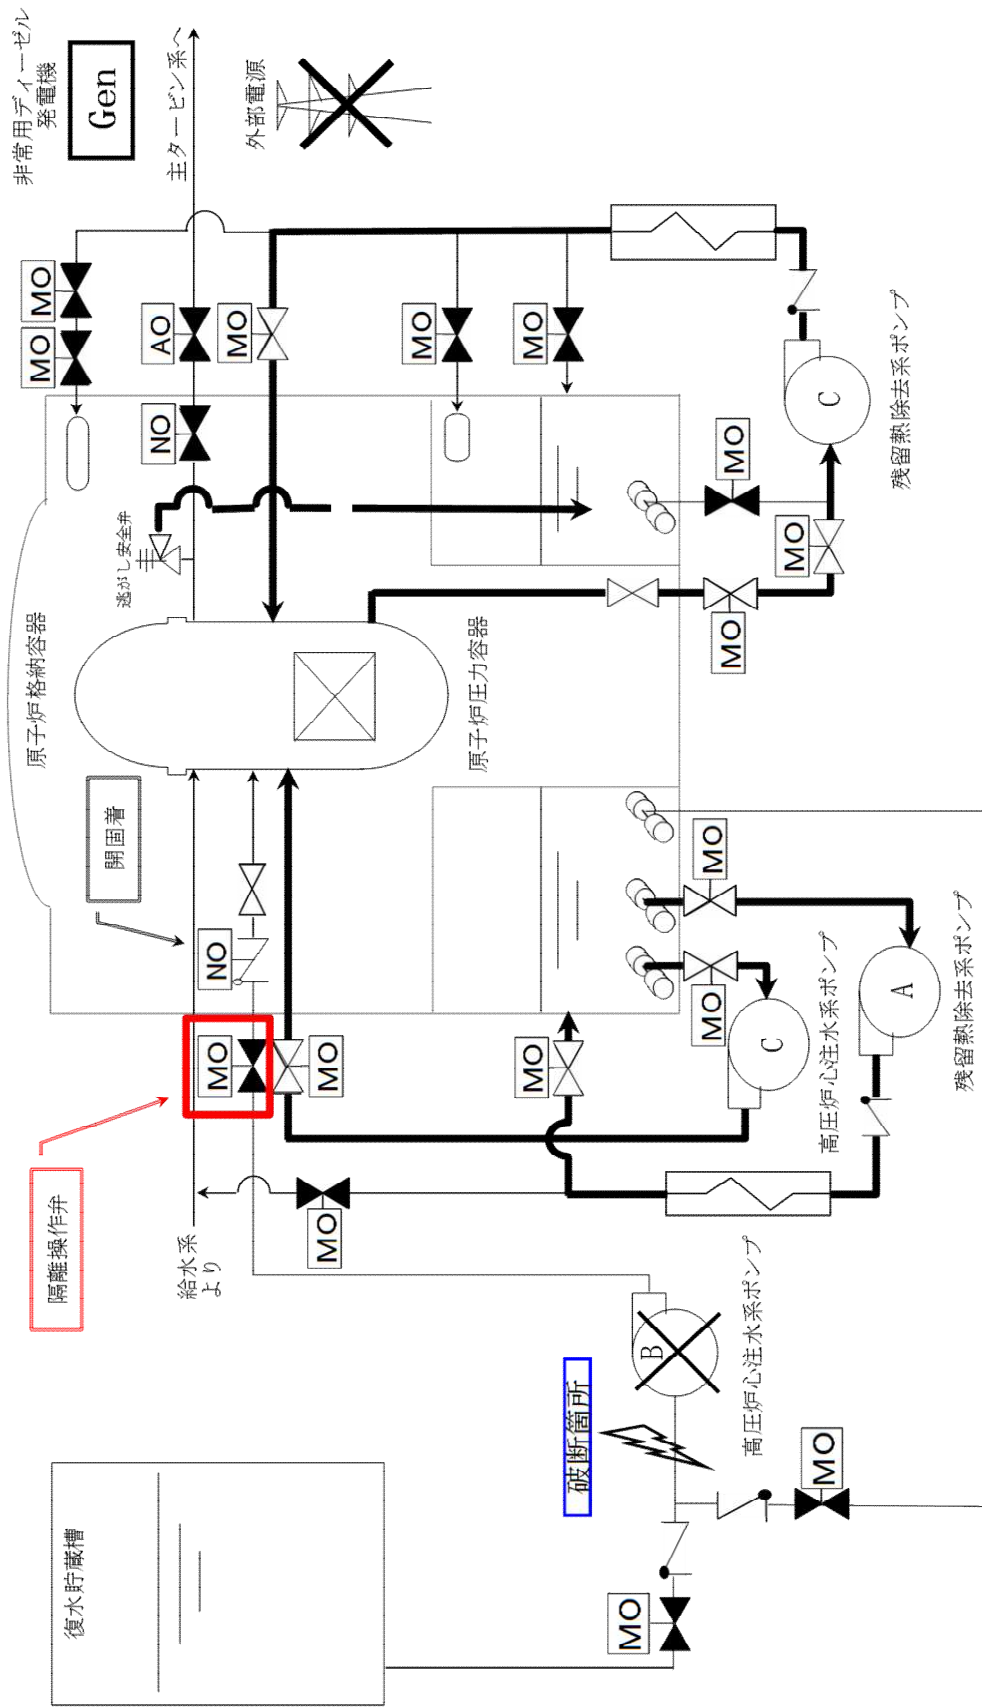 復水貯蔵槽
隔離操作弁
給水系
より
開固着
原子炉格納容器
逃がし安全弁
非常用ディーゼル
発電機
Gen
主タービン系へ
外部電源
MO
MO
AO
NO
MO
MO
MO
NO
MO
MO
MO
MO
原子炉圧力容器
MO
MO
MO
MO
MO
C
残留熱除去系ポンプ
C
高圧炉心注水系ポンプ
A
残留熱除去系ポンプ
破断箇所
B
高圧炉心注水系ポンプ
MO
MO